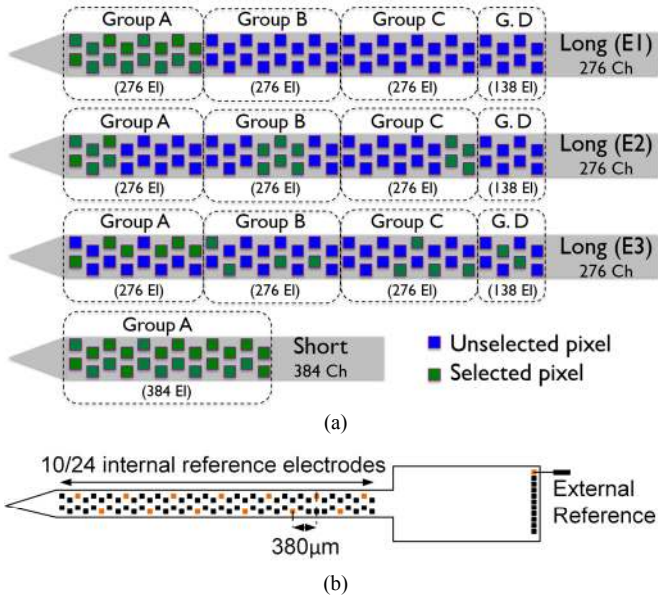 Group A Group B Group C G. D
Long (E1)
276 Ch
(276 El) (276 El) (276 El) (138 El)
Group A Group B Group C G. D
Long (E2)
276 Ch
(276 El) (276 El) (276 El) (138 El)
Group A Group B Group C G. D
Long (E3)
276 Ch
(276 El) (276 El) (276 El) (138 El)
Group A
Short
384 Ch
(384 El)
Unselected pixel
Selected pixel
(a)
10/24 internal reference electrodes
External
Reference
380μm
(b)